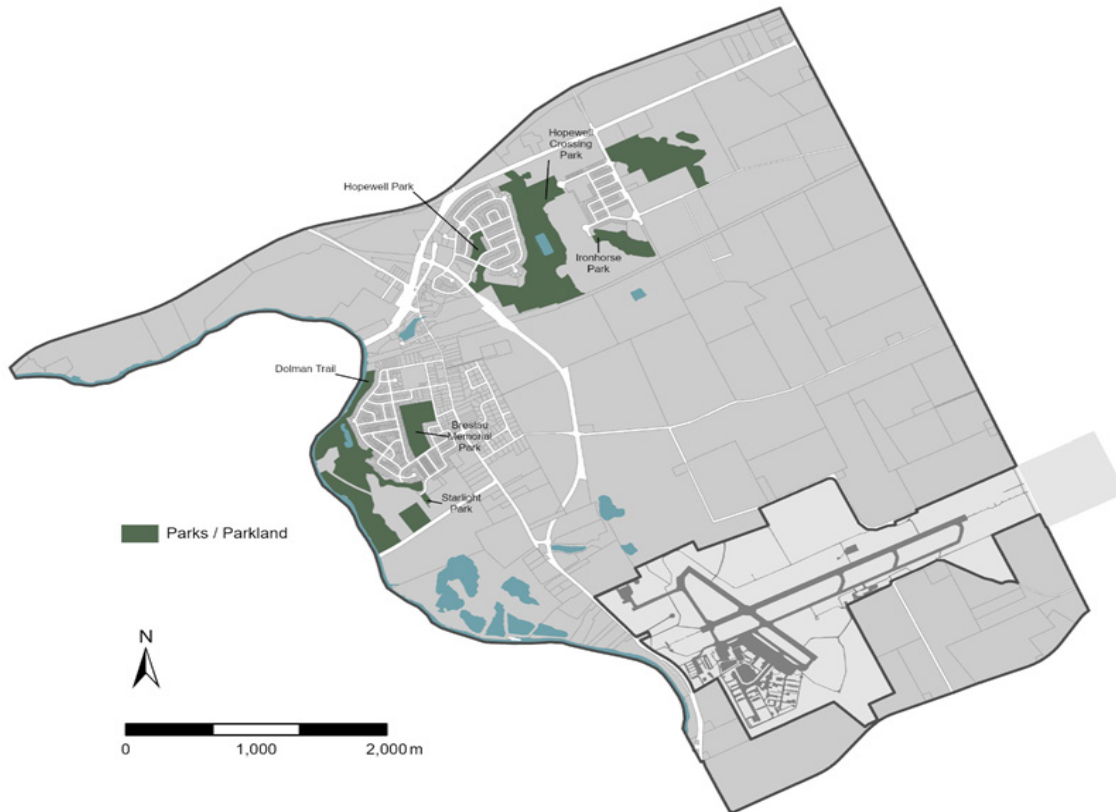 Hopewell
Crossing
Park
Hopewell Park
Ironhorse
Park
Dolman Trail
Breslau
Memorial
Park
Starlight
Park
Parks / Parkland
N
0 1,000 2,000 m